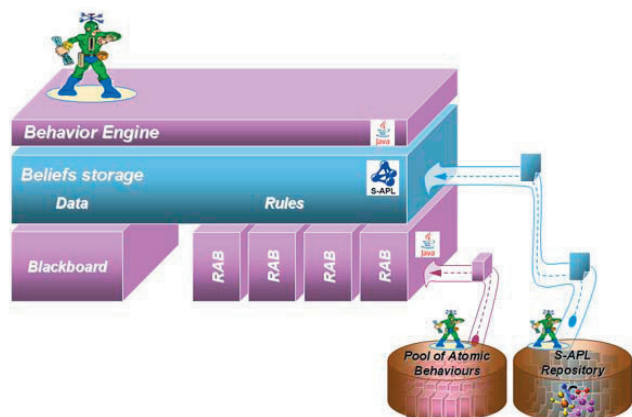 Behavior Engine
Java
Beliefs storage
S-APL
Data Rules
Blackboard
RAB
RAB
RAB
RAB
Java
Pool of Atomic
Behaviours
S-APL
Repository